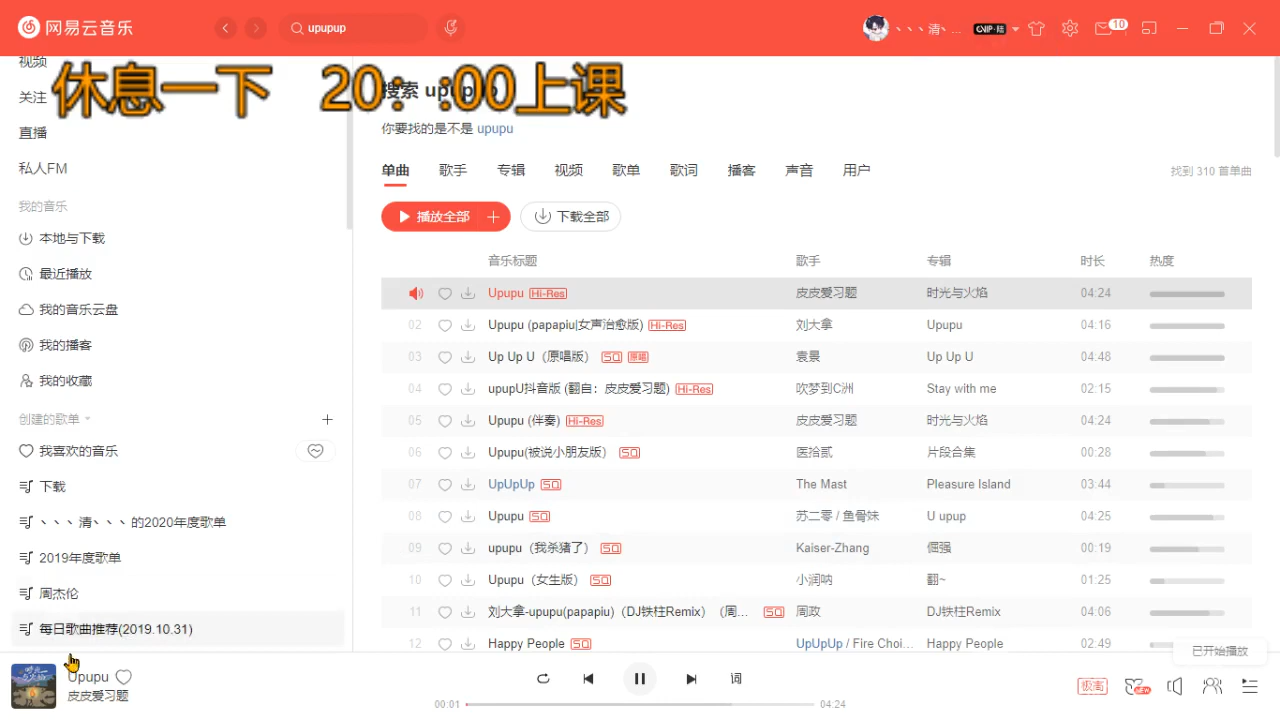 网易云音乐
upupup
、、、清、...
10
视频
休息一下 20：:00上课
搜索 upupup
关注
你要找的是不是 upupu
直播
私人FM
单曲 歌手 专辑 视频 歌单 歌词 播客 声音 用户
找到 310 首单曲
我的音乐
播放全部 下载全部
本地与下载
最近播放
我的音乐云盘
我的播客
我的收藏
创建的歌单
我喜欢的音乐
下载
、、、清、、、的2020年度歌单
2019年度歌单
周杰伦
每日歌曲推荐(2019.10.31)
音乐标题 歌手 专辑 时长 热度
Upupu Hi-Res 皮皮爱习题 时光与火焰 04:24
02 Upupu (papapiu|女声治愈版) Hi-Res 刘大拿 Upupu 04:16
03 Up Up U（原唱版） SQ 原唱 袁晨 Up Up U 04:48
04 upupU抖音版 (翻自：皮皮爱习题) Hi-Res 吹梦到C洲 Stay with me 02:15
05 Upupu (伴奏) Hi-Res 皮皮爱习题 时光与火焰 04:24
06 Upupu(被说小朋友版) SQ 医拾贰 片段合集 00:28
07 UpUpUp SQ The Mast Pleasure Island 03:44
08 Upupu SQ 苏二零 / 鱼骨妹 U upup 04:25
09 upupu（我杀猪了） SQ Kaiser-Zhang 倔强 00:19
10 Upupu（女生版） SQ 小润呐 翻~ 01:25
11 刘大拿-upupu(papapiu)（DJ铁柱Remix）（周... SQ 周政 DJ铁柱Remix 04:06
12 Happy People SQ UpUpUp / Fire Choi... Happy People 02:49
已开始播放
Upupu
皮皮爱习题
词
00:01 04:24
极高
NEW